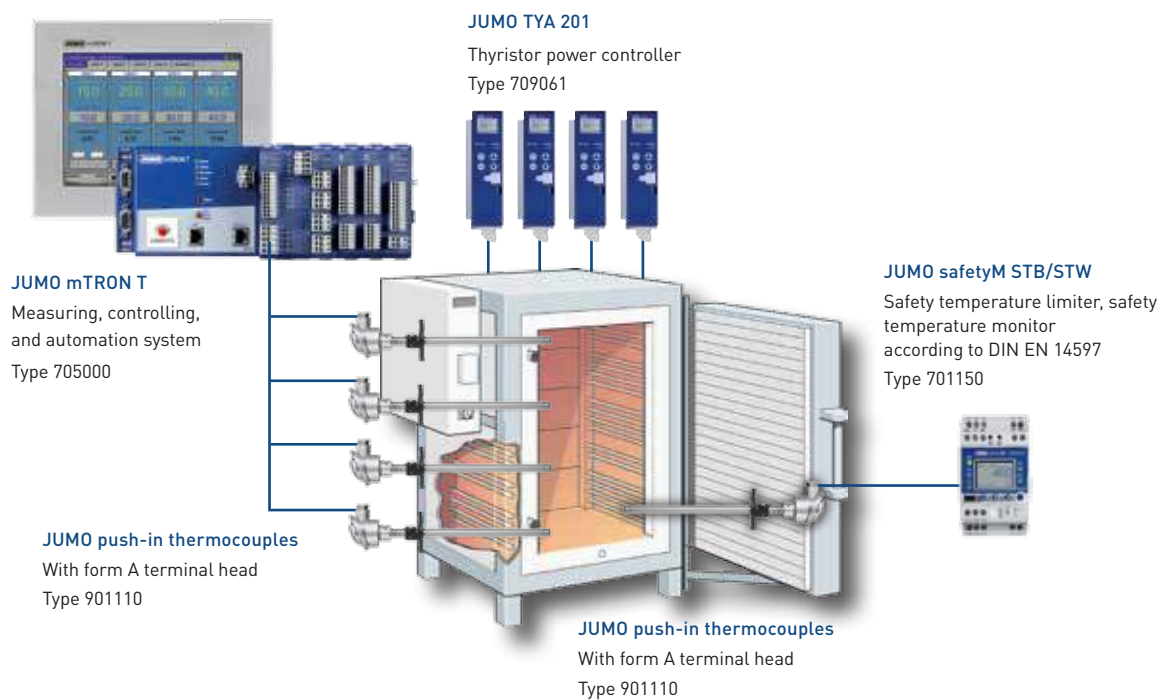 JUMO TYA 201
Thyristor power controller
Type 709061
JUMO mTRON T
Measuring, controlling,
and automation system
Type 705000
JUMO safetyM STB/STW
Safety temperature limiter, safety
temperature monitor
according to DIN EN 14597
Type 701150
JUMO push-in thermocouples
With form A terminal head
Type 901110
JUMO push-in thermocouples
With form A terminal head
Type 901110